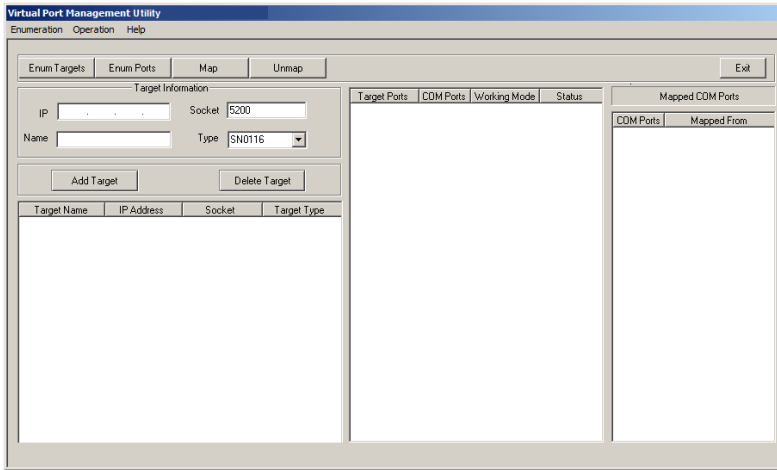 Virtual Port Management Utility
Enumeration Operation Help
Enum Targets Enum Ports Map Unmap Exit
Target Information
IP . . . Socket 5200
Name Type SN0116
Add Target Delete Target
Target Name IP Address Socket Target Type
Target Ports COM Ports Working Mode Status
Mapped COM Ports
COM Ports Mapped From